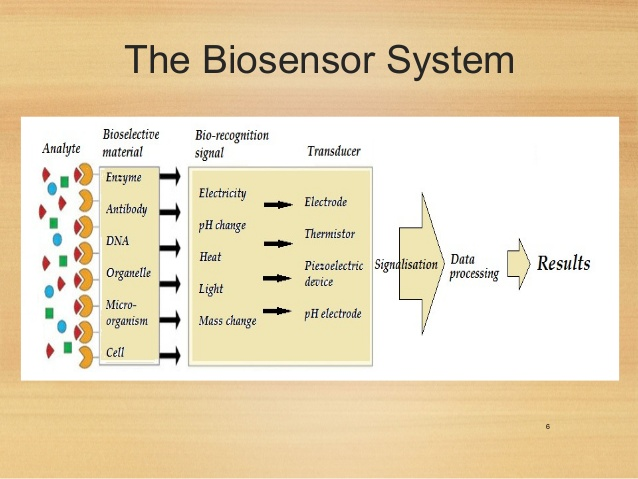 The Biosensor System
Analyte
Bioselective
material
Bio-recognition
signal
Transducer
Enzyme
Antibody
DNA
Organelle
Micro-
organism
Cell
Electricity
pH change
Heat
Light
Mass change
Electrode
Thermistor
Piezoelectric
device
pH electrode
Signalisation
Data
processing
Results
6